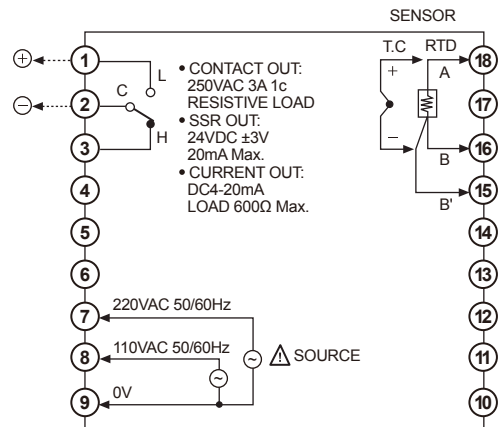 SENSOR
T.C RTD
+ 1 L • CONTACT OUT: + A 18
250VAC 3A 1c
C RESISTIVE LOAD 17
− 2 • SSR OUT:
H 24VDC ±3V −
3 20mA Max. B 16
• CURRENT OUT:
4 DC4-20mA 15
LOAD 600Ω Max. B'
5 14
6 13
220VAC 50/60Hz
7 12
110VAC 50/60Hz ~ ! SOURCE
8 ~ 11
0V
9 10